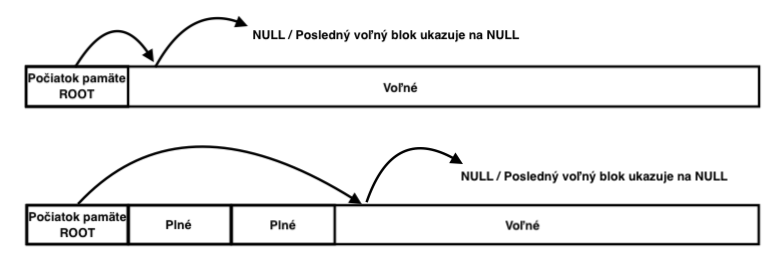 NULL / Posledný voľný blok ukazuje na NULL
Počiatok pamäte
ROOT
Voľné
NULL / Posledný voľný blok ukazuje na NULL
Počiatok pamäte
ROOT
Plné
Plné
Voľné